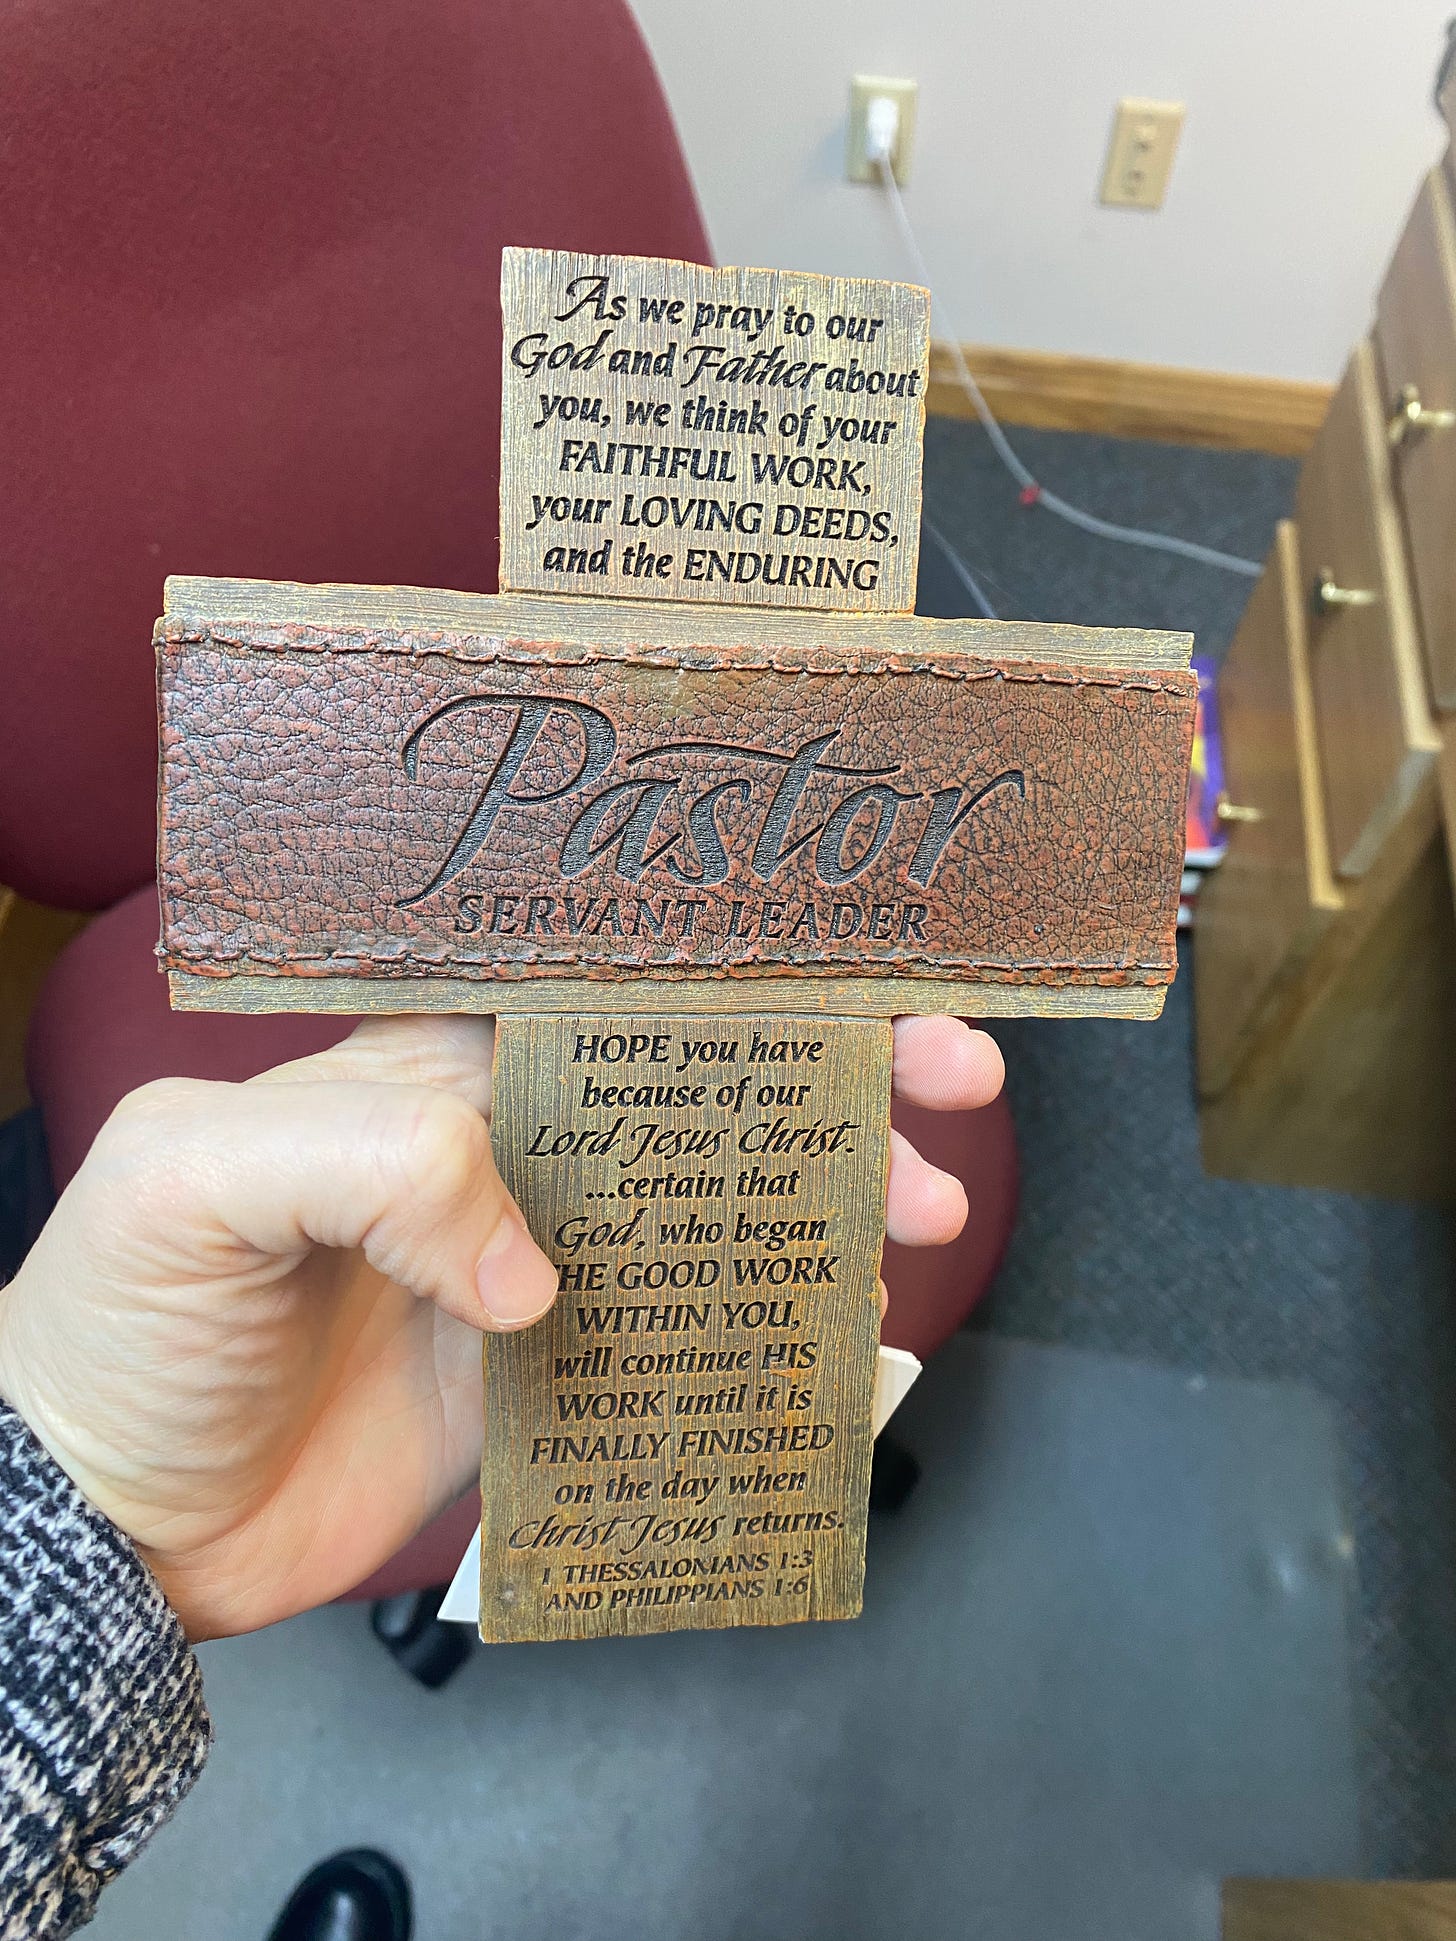 As we pray to our
God and Father about
you, we think of your
FAITHFUL WORK,
your LOVING DEEDS,
and the ENDURING
Pastor
SERVANT LEADER
HOPE you have
because of our
Lord Jesus Christ.
...certain that
God, who began
HE GOOD WORK
WITHIN YOU,
will continue HIS
WORK until it is
FINALLY FINISHED
on the day when
Christ Jesus returns.
1 THESSALONIANS 1:3
AND PHILIPPIANS 1:6